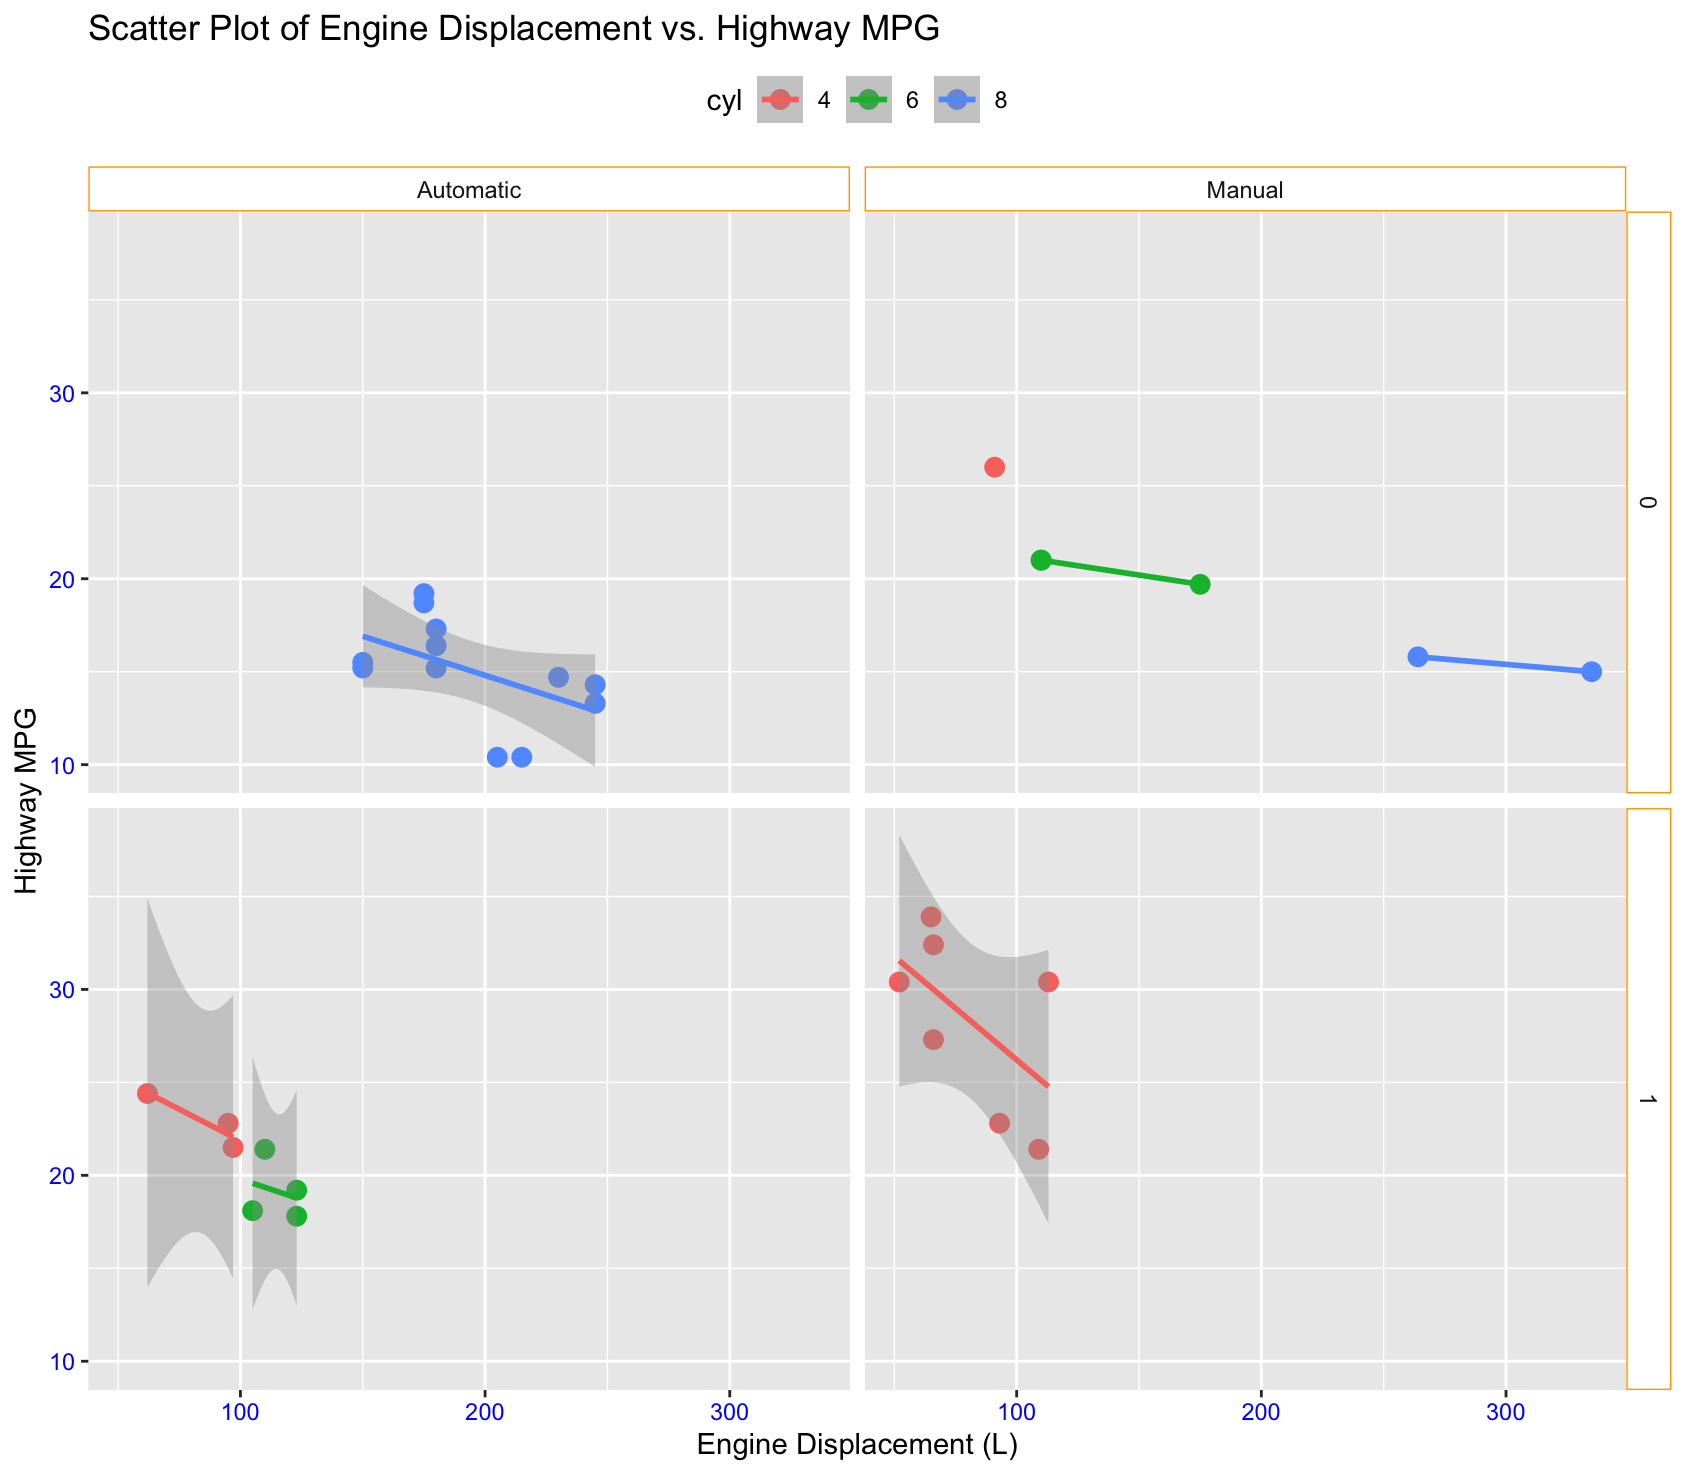 Scatter Plot of Engine Displacement vs. Highway MPG
cyl 4 6 8
Automatic Manual
0
30
20
10
Highway MPG
1
30
20
10
100 200 300 100 200 300
Engine Displacement (L)